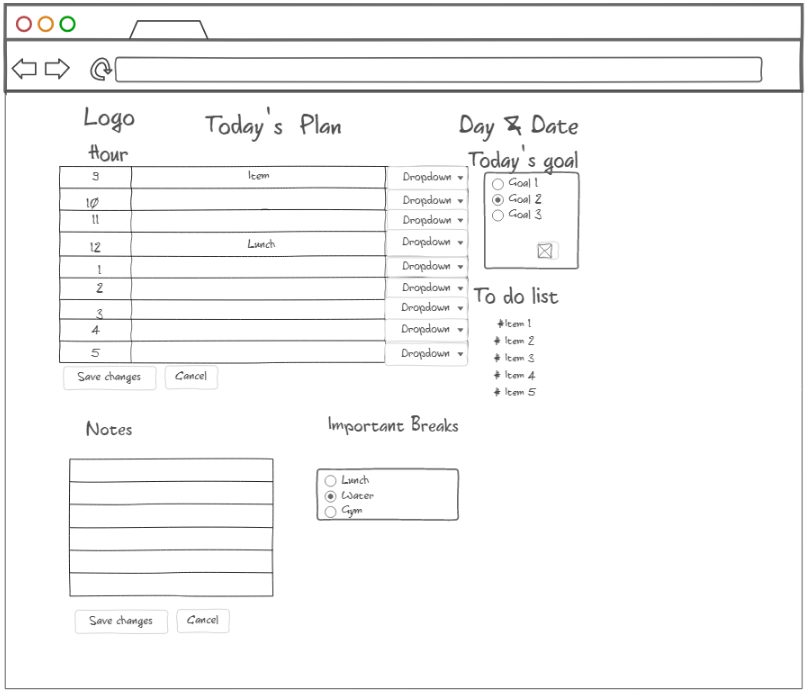 Logo
Today's Plan
Day & Date
Hour
Today's goal
9 Item Dropdown
10 Dropdown
11 Dropdown
12 Lunch Dropdown
1 Dropdown
2 Dropdown
3 Dropdown
4 Dropdown
5 Dropdown
Save changes
Cancel
Goal 1
Goal 2
Goal 3
To do list
#Item 1
# Item 2
# Item 3
# Item 4
# Item 5
Notes
Save changes
Cancel
Important Breaks
Lunch
Water
Gym